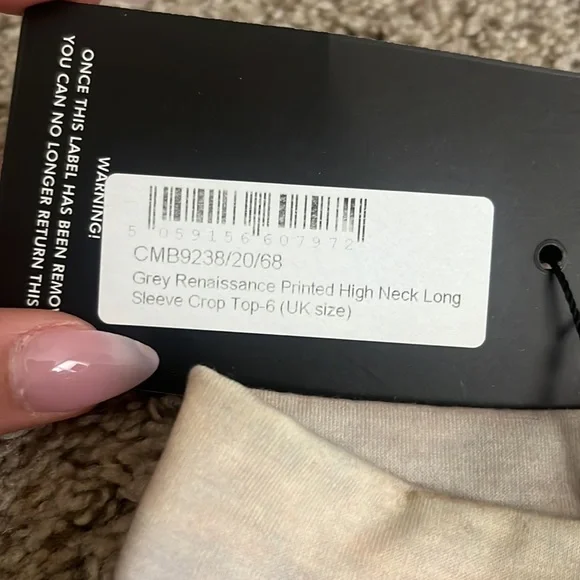 WARNING!
ONCE THIS LABEL HAS BEEN REMOV
YOU CAN NO LONGER RETURN THIS
5 059156 607972
CMB9238/20/68
Grey Renaissance Printed High Neck Long
Sleeve Crop Top-6 (UK size)